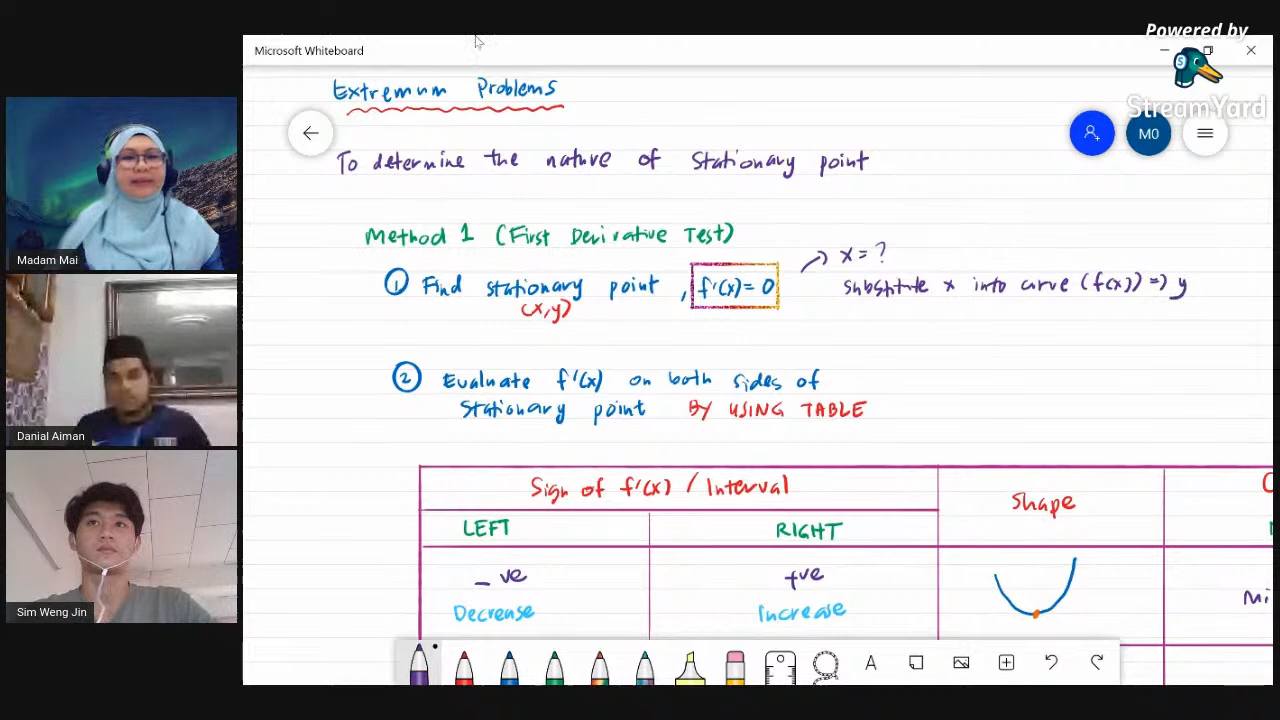 Powered by
StreamYard
Microsoft Whiteboard
Extremum Problems
M0
To determine the nature of stationary point
Method 1 (First Derivative Test)
① Find stationary point, f'(x) = 0
(x,y)
x = ?
substitute x into curve (f(x)) => y
② Evaluate f'(x) on both sides of
stationary point BY USING TABLE
Sign of f'(x) / Interval
Shape
LEFT
RIGHT
- ve
+ve
Decrease
Increase
Mi
A
Madam Mai
Danial Aiman
Sim Weng Jin